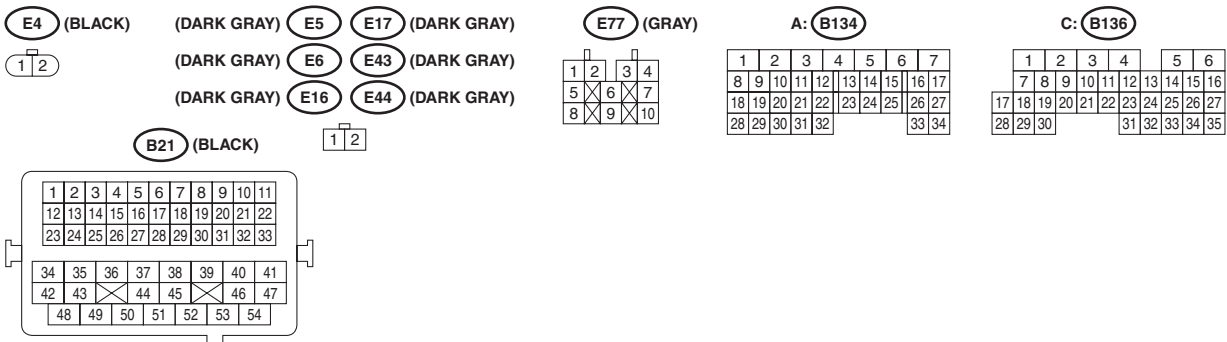 E4 (BLACK)
1 2
(DARK GRAY) E5 E17 (DARK GRAY)
(DARK GRAY) E6 E43 (DARK GRAY)
(DARK GRAY) E16 E44 (DARK GRAY)
1 2
E77 (GRAY)
1 2 3 4
5 6 7
8 9 10
A: B134
1 2 3 4 5 6 7
8 9 10 11 12 13 14 15 16 17
18 19 20 21 22 23 24 25 26 27
28 29 30 31 32 33 34
C: B136
1 2 3 4 5 6
7 8 9 10 11 12 13 14 15 16
17 18 19 20 21 22 23 24 25 26 27
28 29 30 31 32 33 34 35
B21 (BLACK)
1 2 3 4 5 6 7 8 9 10 11
12 13 14 15 16 17 18 19 20 21 22
23 24 25 26 27 28 29 30 31 32 33
34 35 36 37 38 39 40 41
42 43 44 45 46 47
48 49 50 51 52 53 54